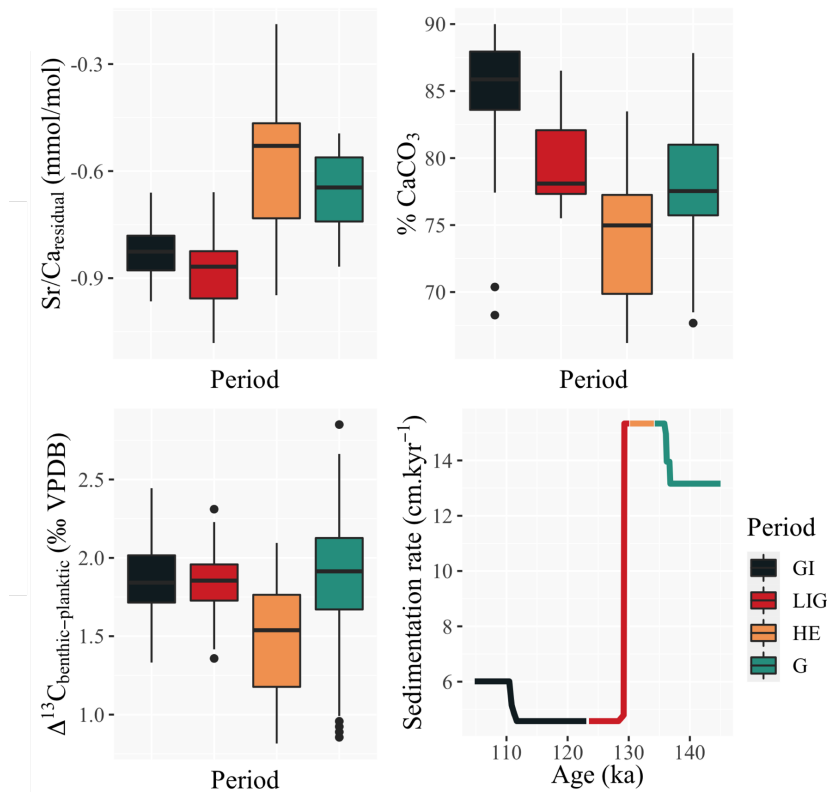 Sr/Ca_residual (mmol/mol)
-0.3
-0.6
-0.9
Period
% CaCO₃
90
85
80
75
70
Period
Δ¹³C_benthic−planktic (‰ VPDB)
2.5
2.0
1.5
1.0
Period
Sedimentation rate (cm.kyr⁻¹)
14
12
10
8
6
110 120 130 140
Age (ka)
Period
GI
LIG
HE
G